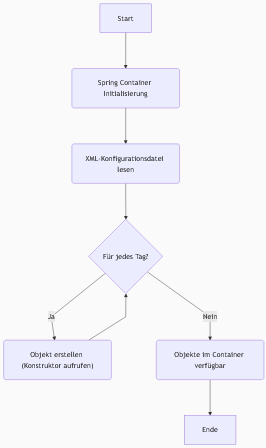 Start
Spring Container
Initialisierung
XML-Konfigurationsdatei
lesen
Für jedes Tag?
Ja
Nein
Objekt erstellen
(Konstruktor aufrufen)
Objekte im Container
verfügbar
Ende